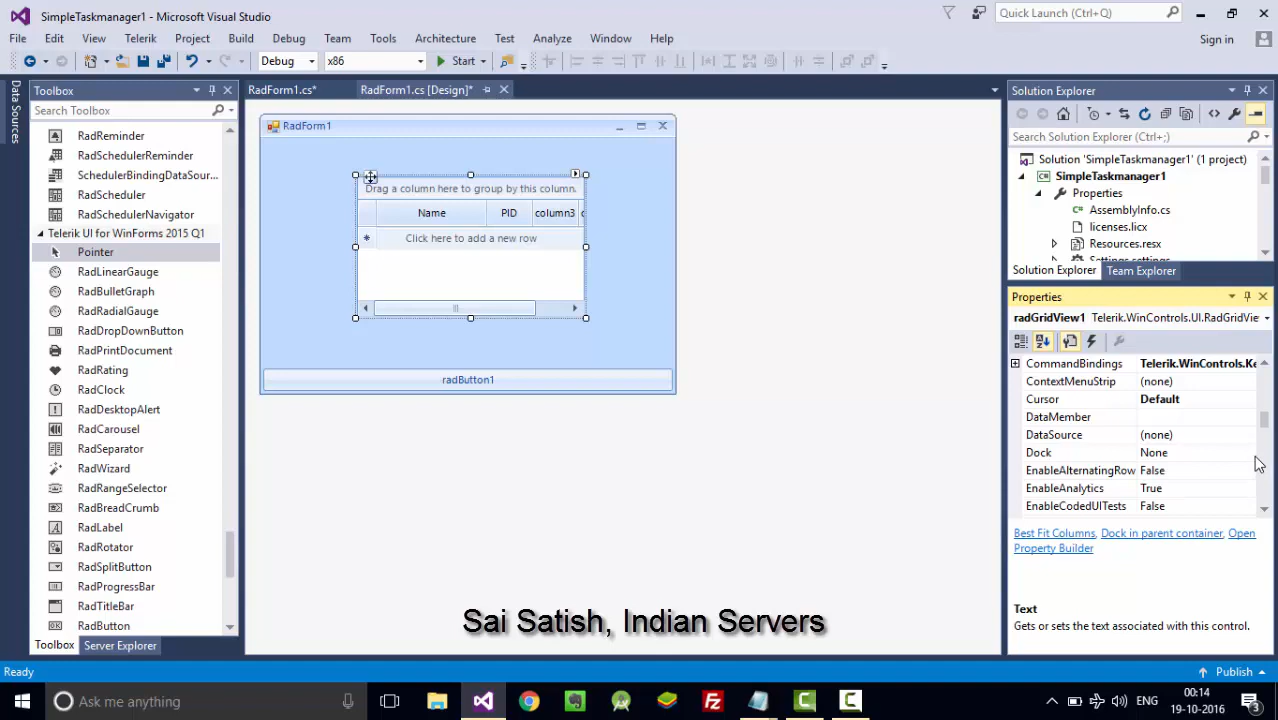 SimpleTaskmanager1 - Microsoft Visual Studio
Quick Launch (Ctrl+Q)
File Edit View Telerik Project Build Debug Team Tools Architecture Test Analyze Window Help
Sign in
Debug x86 Start
Data Sources
Toolbox
Search Toolbox
RadReminder
RadSchedulerReminder
SchedulerBindingDataSour...
RadScheduler
RadSchedulerNavigator
Telerik UI for WinForms 2015 Q1
Pointer
RadLinearGauge
RadBulletGraph
RadRadialGauge
RadDropDownButton
RadPrintDocument
RadRating
RadClock
RadDesktopAlert
RadCarousel
RadSeparator
RadWizard
RadRangeSelector
RadBreadCrumb
RadLabel
RadRotator
RadSplitButton
RadProgressBar
RadTitleBar
RadButton
Toolbox Server Explorer
RadForm1.cs* RadForm1.cs [Design]*
RadForm1
Drag a column here to group by this column.
Name PID column3
Click here to add a new row
radButton1
Sai Satish, Indian Servers
Solution Explorer
Search Solution Explorer (Ctrl+;)
Solution 'SimpleTaskmanager1' (1 project)
SimpleTaskmanager1
Properties
AssemblyInfo.cs
licenses.licx
Resources.resx
Settings.settings
Solution Explorer Team Explorer
Properties
radGridView1 Telerik.WinControls.UI.RadGridVie
CommandBindings Telerik.WinControls.Ke
ContextMenuStrip (none)
Cursor Default
DataMember
DataSource (none)
Dock None
EnableAlternatingRow False
EnableAnalytics True
EnableCodedUITests False
Best Fit Columns, Dock in parent container, Open
Property Builder
Text
Gets or sets the text associated with this control.
Ready
Publish
Ask me anything
ENG
00:14
19-10-2016
3